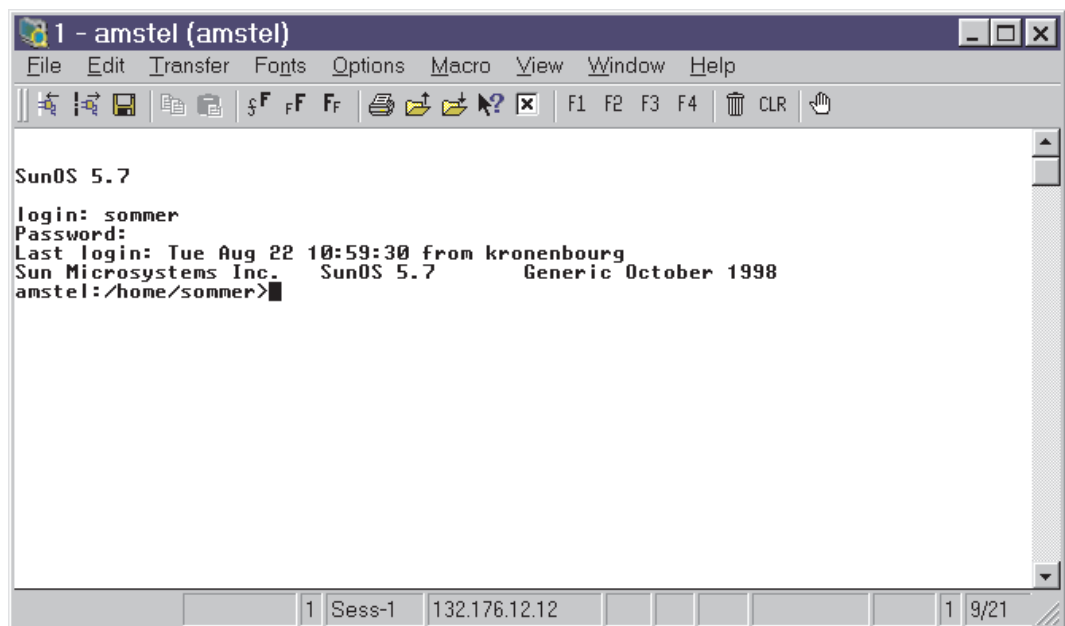 1 - amstel (amstel)
File Edit Transfer Fonts Options Macro View Window Help
F F F F FF F1 F2 F3 F4 CLR
SunOS 5.7
login: sommer
Password:
Last login: Tue Aug 22 10:59:30 from kronenbourg
Sun Microsystems Inc. SunOS 5.7 Generic October 1998
amstel:/home/sommer>
1 Sess-1 132.176.12.12 1 9/21